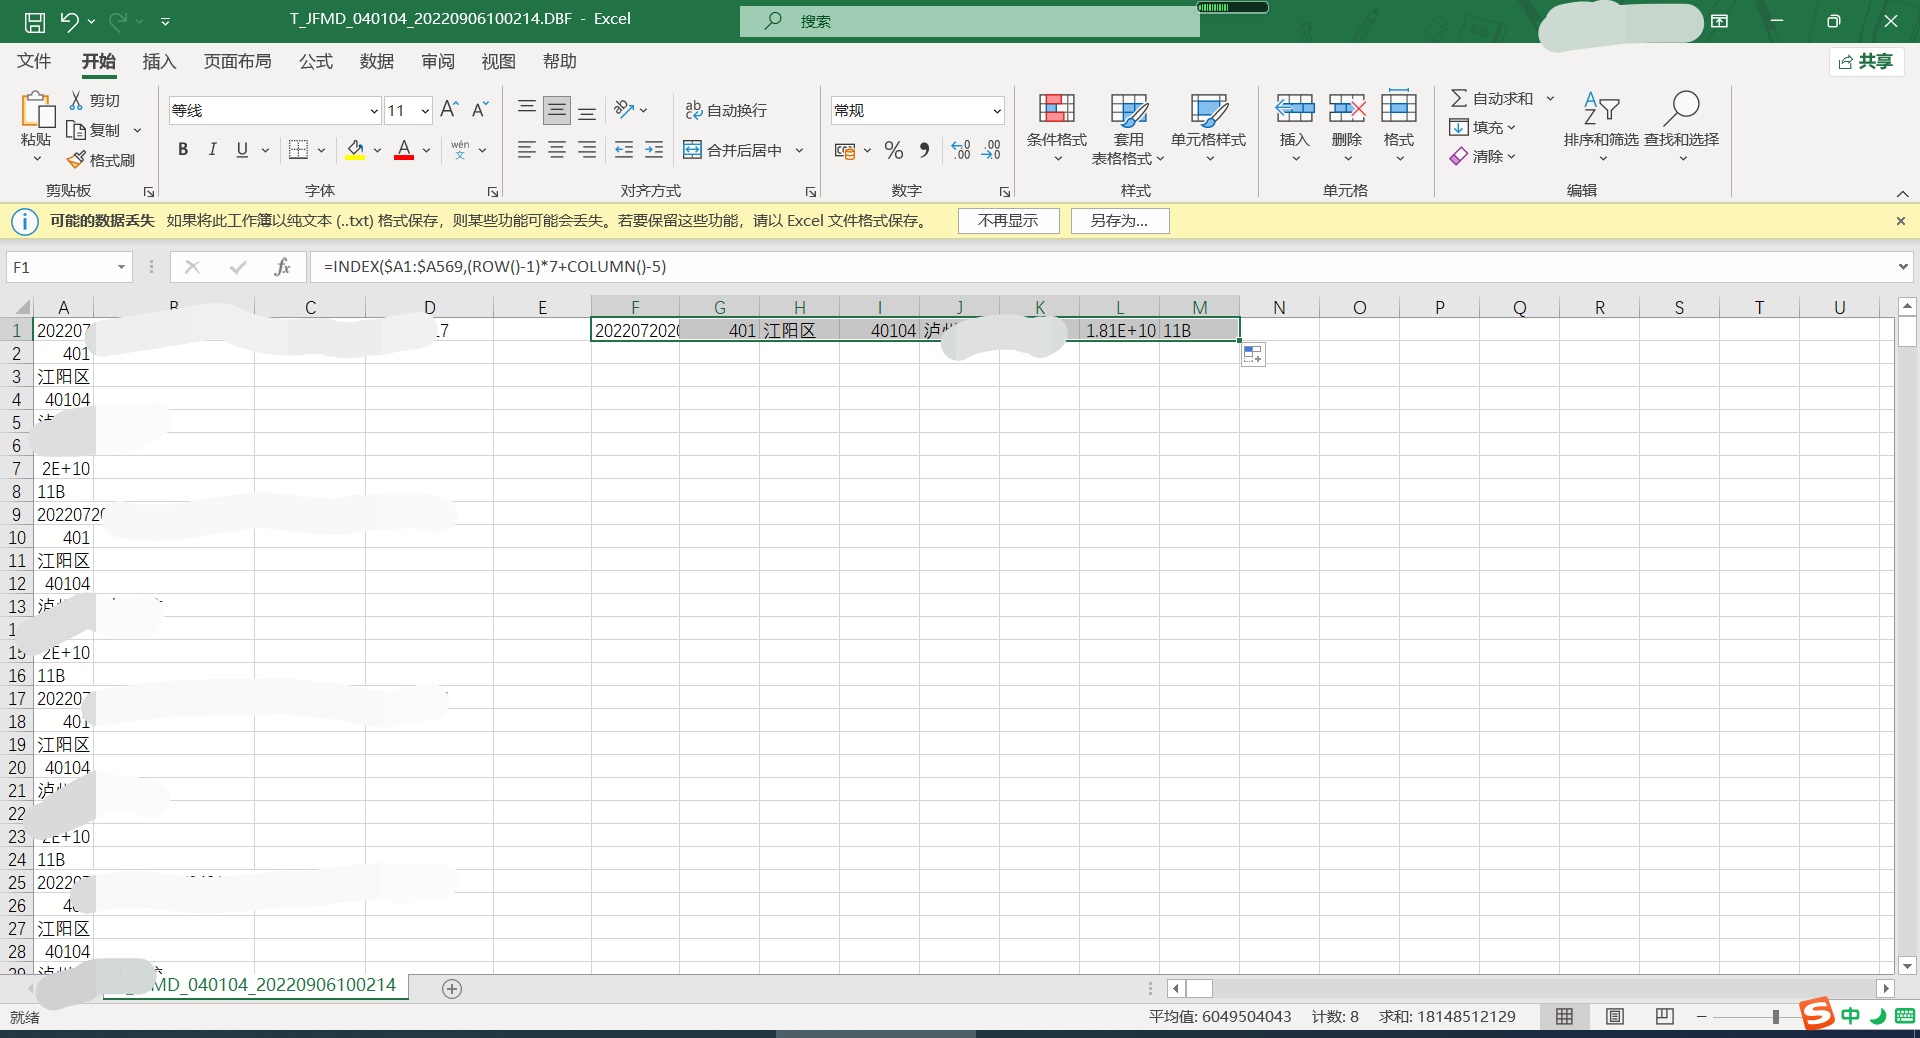 T_JFMD_040104_20220906100214.DBF - Excel
搜索
文件 开始 插入 页面布局 公式 数据 审阅 视图 帮助 共享
粘贴 剪切 复制 格式刷 剪贴板
等线 11 B I U A wén 文 字体
自动换行 合并后居中 对齐方式
常规 % 数字
条件格式 套用 表格格式 单元格样式 样式
插入 删除 格式 单元格
自动求和 填充 清除 排序和筛选 查找和选择 编辑
可能的数据丢失 如果将此工作簿以纯文本 (..txt) 格式保存，则某些功能可能会丢失。若要保留这些功能，请以 Excel 文件格式保存。 不再显示 另存为...
F1 fx =INDEX($A1:$A569,(ROW()-1)*7+COLUMN()-5)
A B C D E F G H I J K L M N O P Q R S T U
1 202207 17 2022072020 401 江阳区 40104 泸 1.81E+10 11B
2 401
3 江阳区
4 40104
5
6
7 2E+10
8 11B
9 20220720
10 401
11 江阳区
12 40104
13 泸
15 2E+10
16 11B
17 20220
18 401
19 江阳区
20 40104
21 泸
22
23 2E+10
24 11B
25 20220
26 40
27 江阳区
28 40104
29 泸
MD_040104_20220906100214
就绪 平均值: 6049504043 计数: 8 求和: 18148512129
中